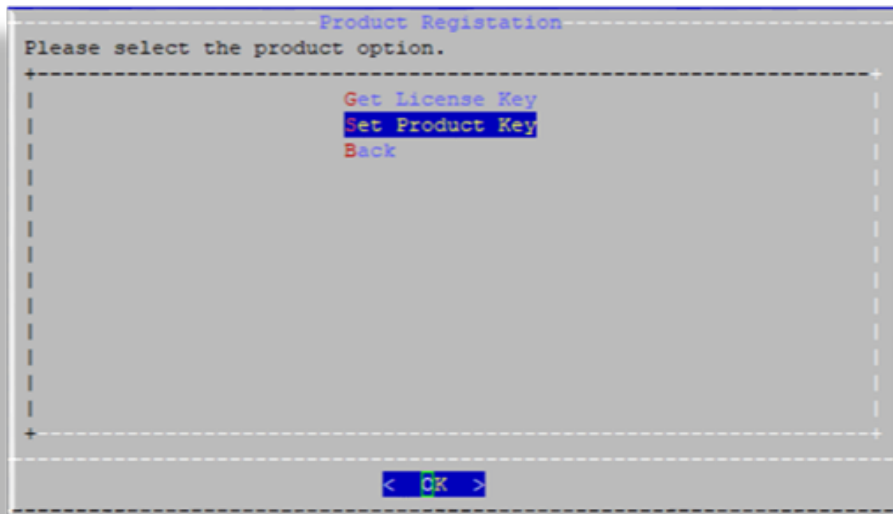 Product Registation
Please select the product option.
Get License Key
Set Product Key
Back
< OK >